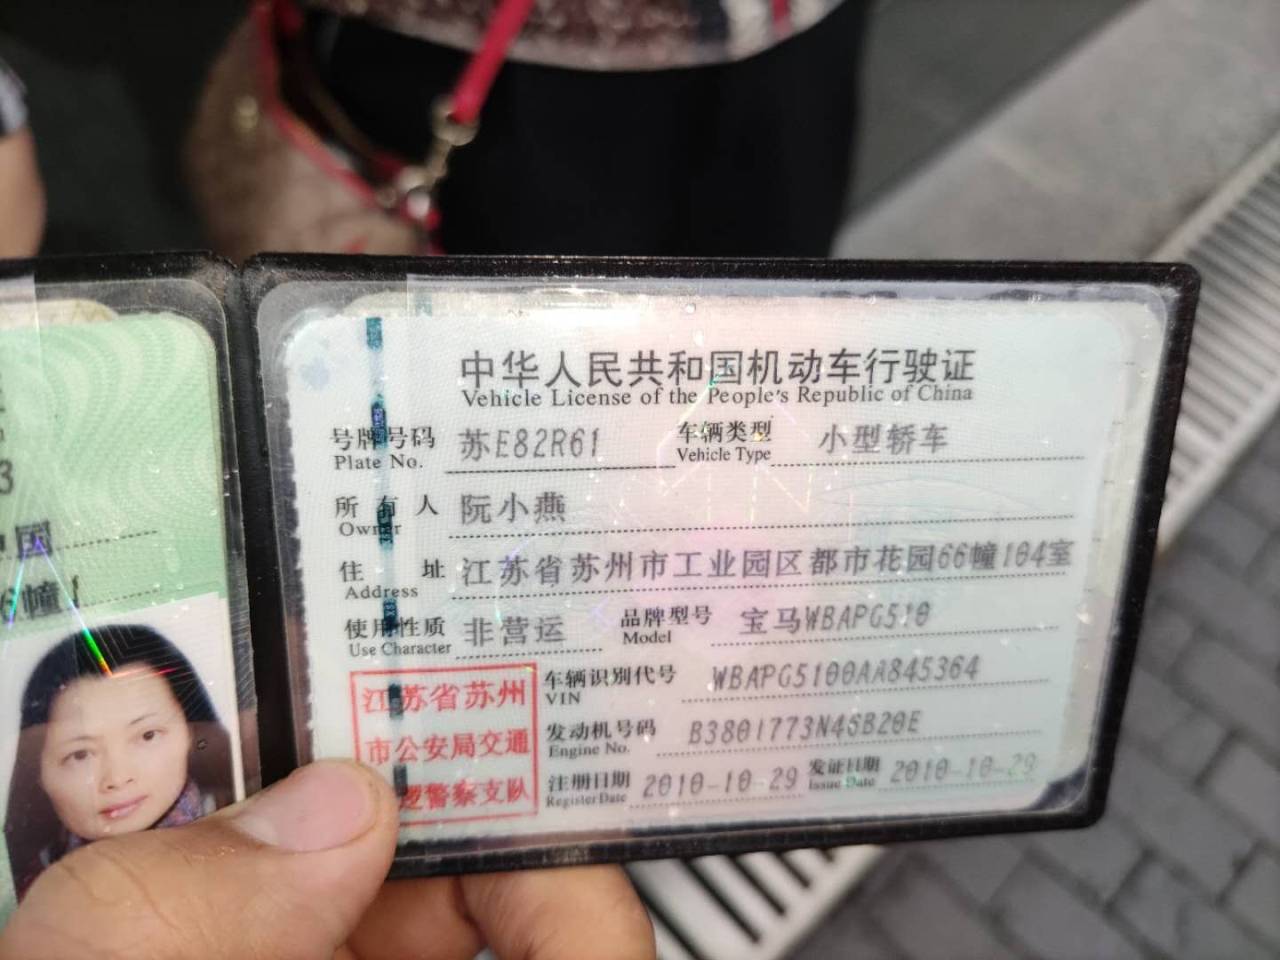 中华人民共和国机动车行驶证
Vehicle License of the People's Republic of China
号牌号码 苏E82R61 车辆类型 小型轿车
Plate No. Vehicle Type
所有人 阮小燕
Owner
住址 江苏省苏州市工业园区都市花园66幢104室
Address
使用性质 非营运 品牌型号 宝马WBAPG510
Use Character Model
江苏省苏州
市公安局交通
警察支队
车辆识别代号 WBAPG5100AA845364
VIN
发动机号码 B3801773N46B20E
Engine No.
注册日期 2010-10-29 发证日期 2010-10-29
Register Date Issue Date
3
国
6幢1